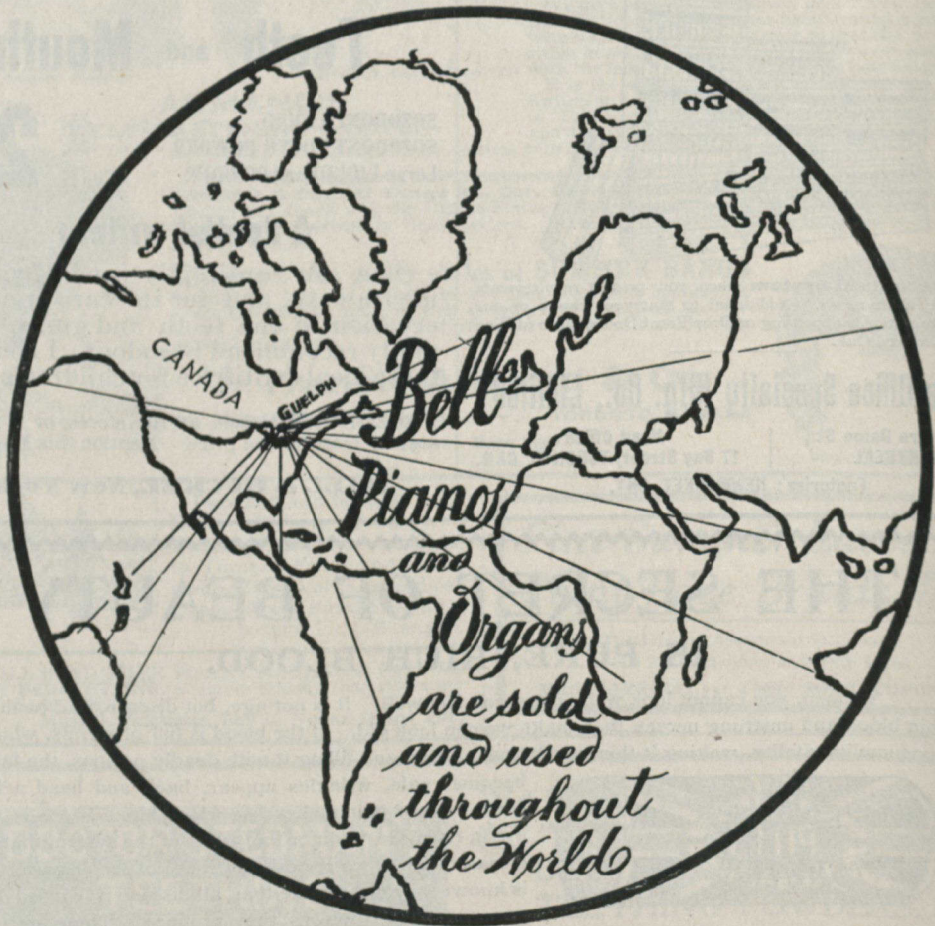 CANADA
GUELPH
Bell
Pianos
and
Organs
are sold
and used
throughout
the World